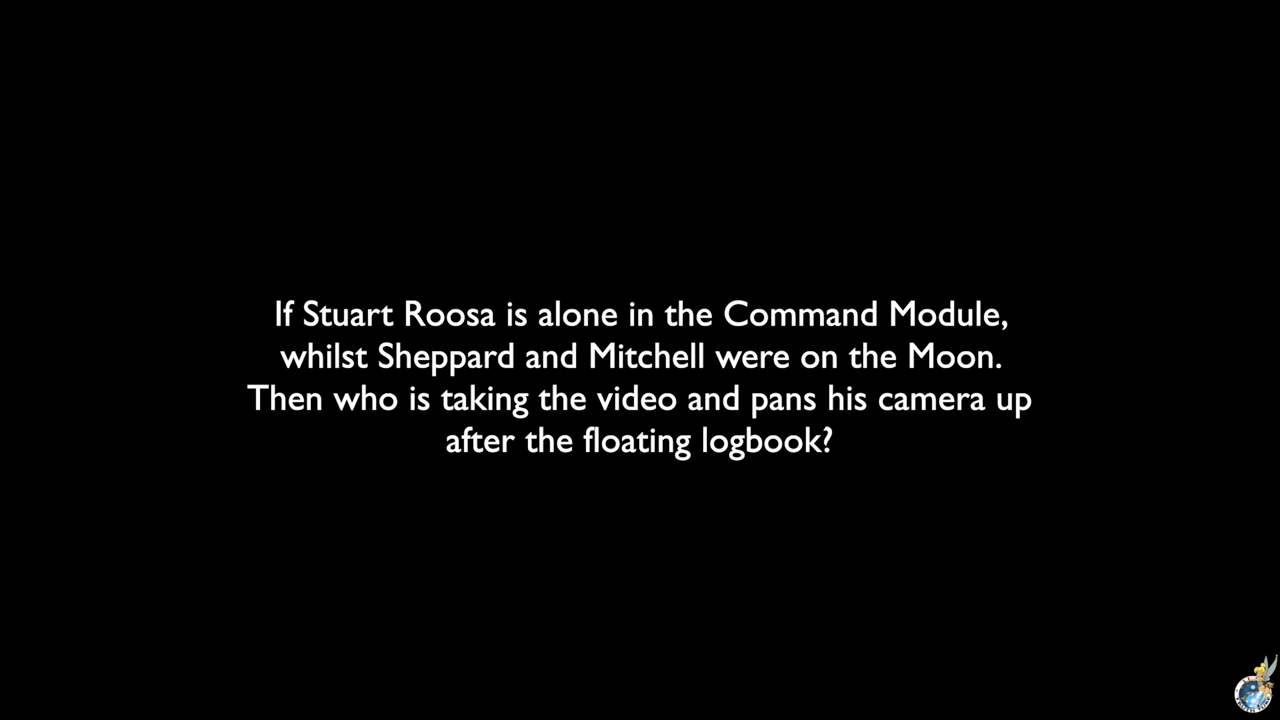 If Stuart Roosa is alone in the Command Module,
whilst Sheppard and Mitchell were on the Moon.
Then who is taking the video and pans his camera up
after the floating logbook?